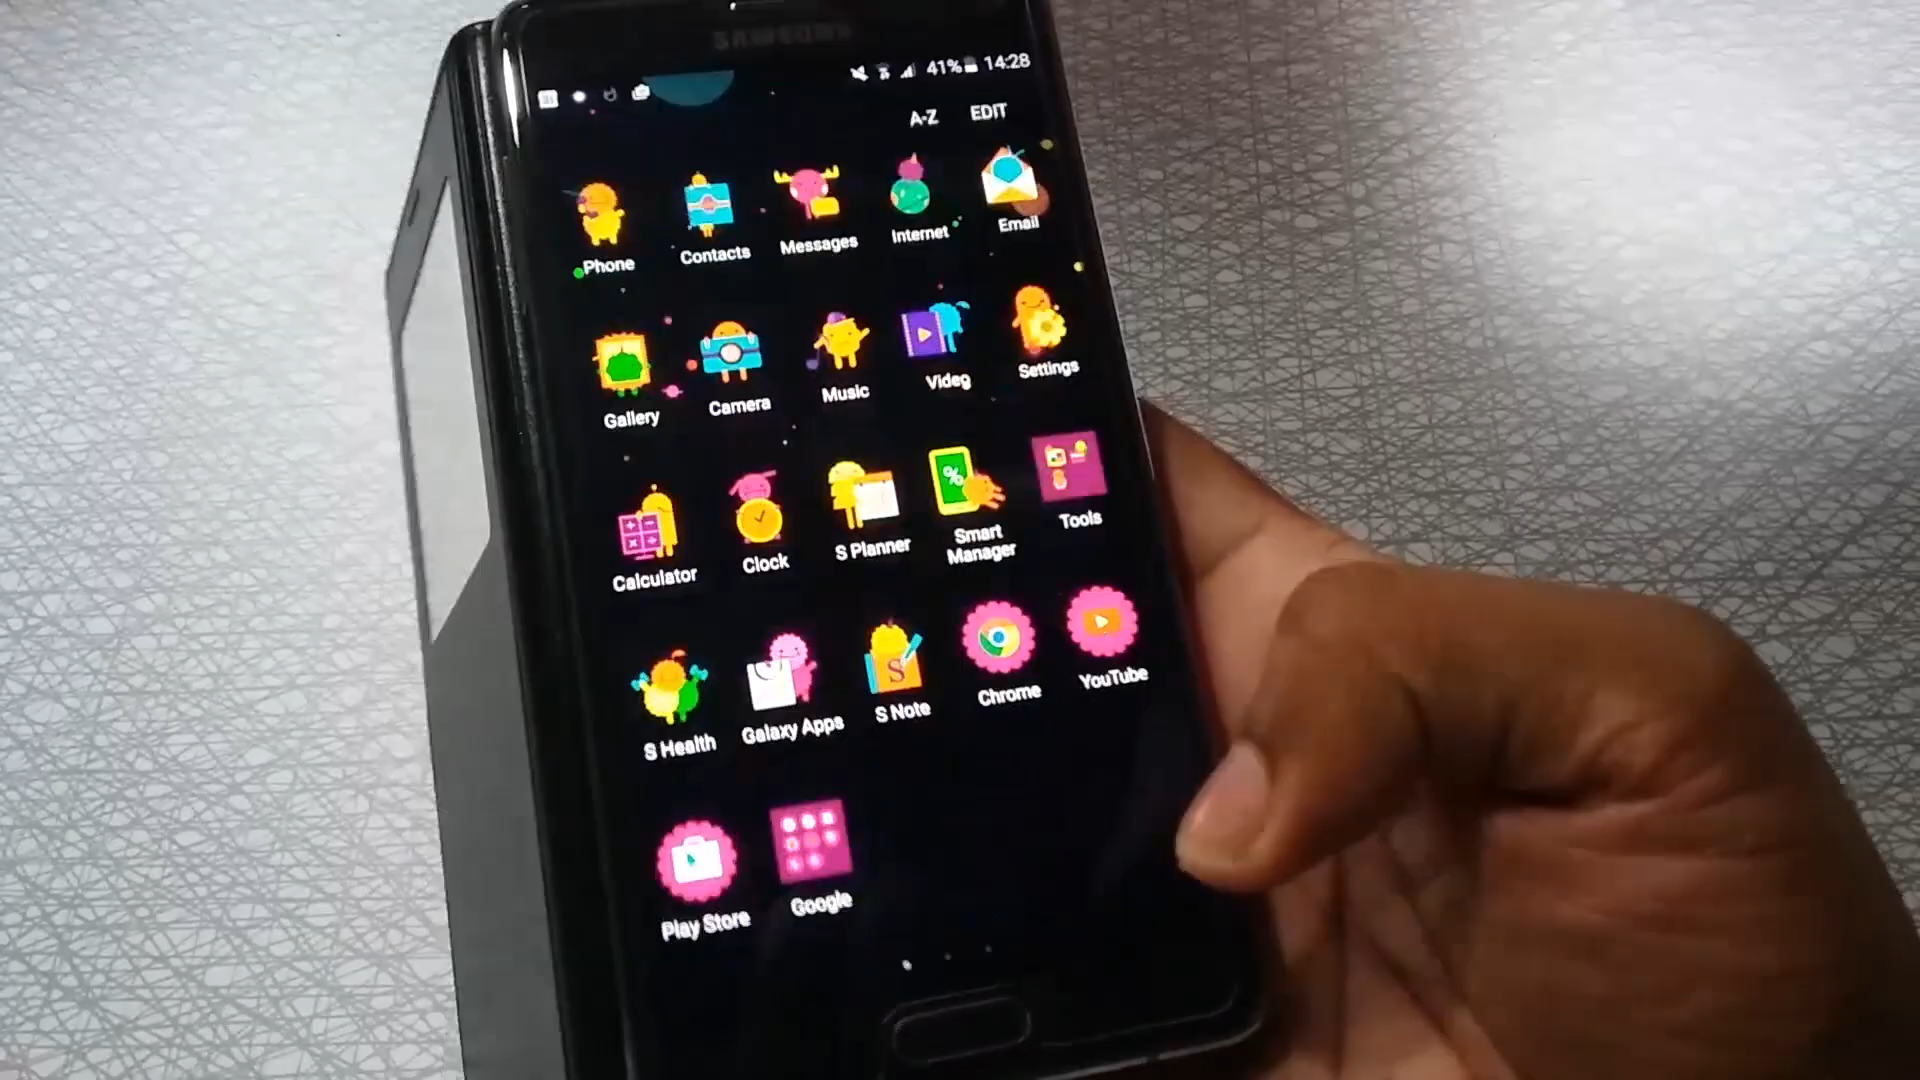 SAMSUNG
41% 14:28
A-Z EDIT
Phone Contacts Messages Internet Email
Gallery Camera Music Video Settings
Calculator Clock S Planner Smart Manager Tools
S Health Galaxy Apps S Note Chrome YouTube
Play Store Google